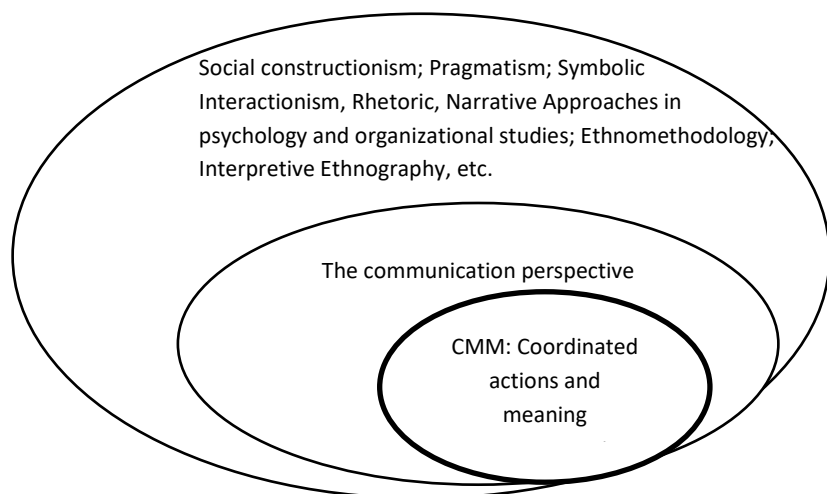 Social constructionism; Pragmatism; Symbolic
Interactionism, Rhetoric, Narrative Approaches in
psychology and organizational studies; Ethnomethodology;
Interpretive Ethnography, etc.
The communication perspective
CMM: Coordinated
actions and
meaning